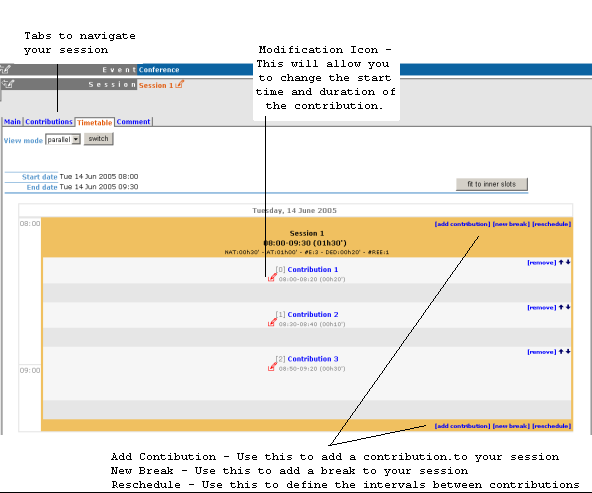 Tabs to navigate
your session
Modification Icon -
This will allow you
to change the start
time and duration of
the contribution.
Event Conference
Session Session 1
Main Contributions Timetable Comment
View mode parallel switch
Start date Tue 14 Jun 2005 08:00
End date Tue 14 Jun 2005 09:30
fit to inner slots
Tuesday, 14 June 2005
08:00
[add contribution] [new break] [reschedule]
Session 1
08:00-09:30 (01h30')
NAT:00h20' - AT:01h00' - #E:3 - DED:00h20' - #REE:1
[remove]
[0] Contribution 1
08:00-08:20 (00h20')
[remove]
[1] Contribution 2
08:30-08:40 (00h10')
[remove]
[2] Contribution 3
08:50-09:20 (00h30')
09:00
[add contribution] [new break] [reschedule]
Add Contibution - Use this to add a contribution.to your session
New Break - Use this to add a break to your session
Reschedule - Use this to define the intervals between contributions